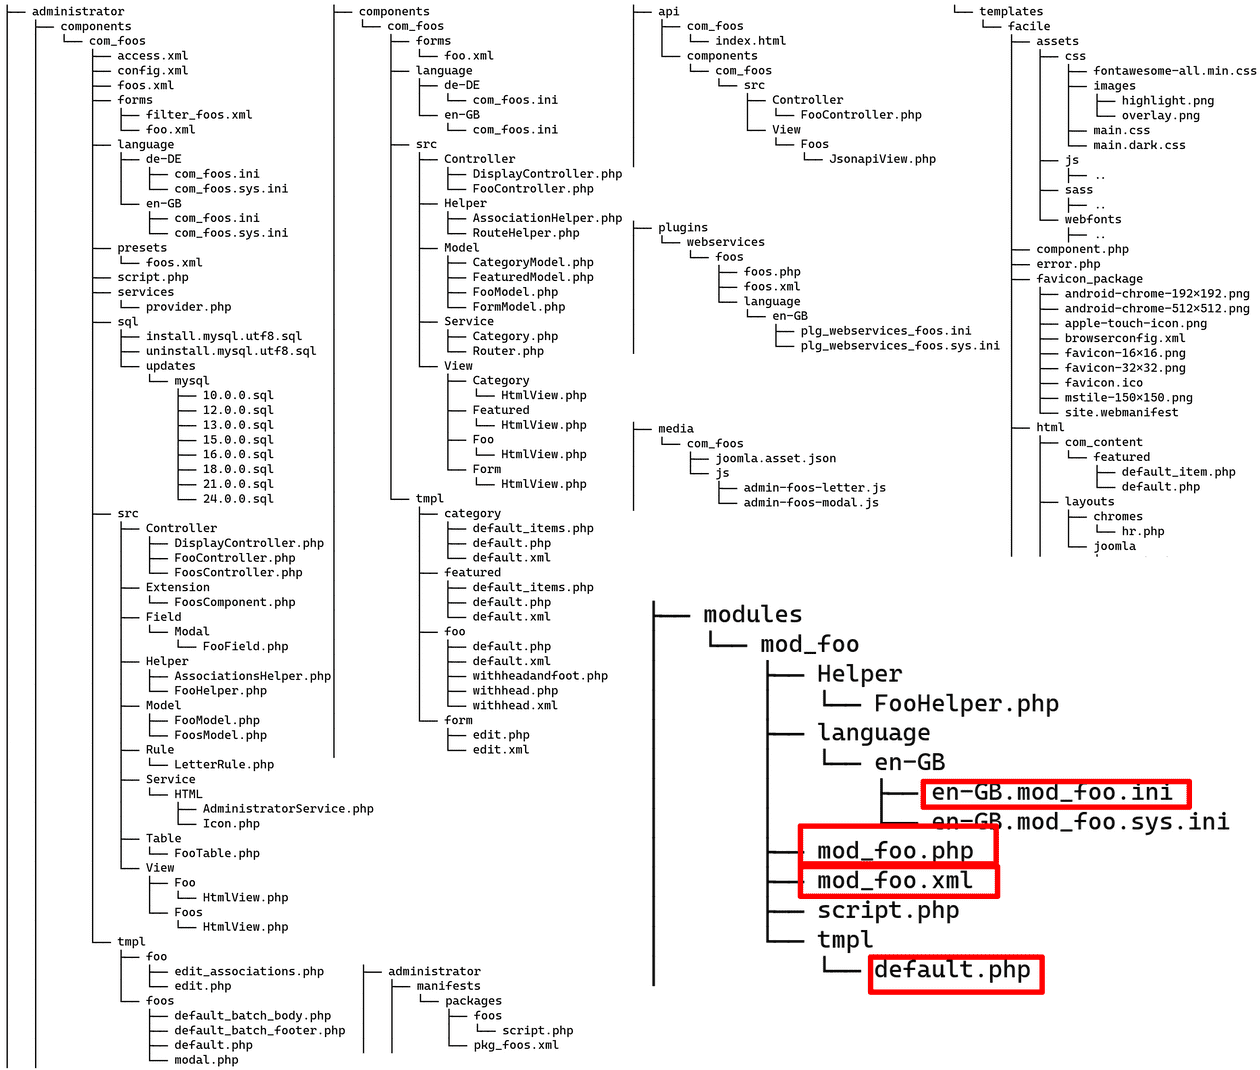 administrator
components
com_foos
access.xml
config.xml
foos.xml
forms
filter_foos.xml
foo.xml
language
de-DE
com_foos.ini
com_foos.sys.ini
en-GB
com_foos.ini
com_foos.sys.ini
presets
foos.xml
script.php
services
provider.php
sql
install.mysql.utf8.sql
uninstall.mysql.utf8.sql
updates
mysql
10.0.0.sql
12.0.0.sql
13.0.0.sql
15.0.0.sql
16.0.0.sql
18.0.0.sql
21.0.0.sql
24.0.0.sql
src
Controller
DisplayController.php
FooController.php
FoosController.php
Extension
FoosComponent.php
Field
Modal
FooField.php
Helper
AssociationsHelper.php
FooHelper.php
Model
FooModel.php
FoosModel.php
Rule
LetterRule.php
Service
HTML
AdministratorService.php
Icon.php
Table
FooTable.php
View
Foo
HtmlView.php
Foos
HtmlView.php
tmpl
foo
edit_associations.php
edit.php
foos
default_batch_body.php
default_batch_footer.php
default.php
modal.php
components
com_foos
forms
foo.xml
language
de-DE
com_foos.ini
en-GB
com_foos.ini
src
Controller
DisplayController.php
FooController.php
Helper
AssociationHelper.php
RouteHelper.php
Model
CategoryModel.php
FeaturedModel.php
FooModel.php
FormModel.php
Service
Category.php
Router.php
View
Category
HtmlView.php
Featured
HtmlView.php
Foo
HtmlView.php
Form
HtmlView.php
tmpl
category
default_items.php
default.php
default.xml
featured
default_items.php
default.php
default.xml
foo
default.php
default.xml
withheadandfoot.php
withhead.php
withhead.xml
form
edit.php
edit.xml
administrator
manifests
packages
foos
script.php
pkg_foos.xml
api
com_foos
index.html
components
com_foos
src
Controller
FooController.php
View
Foos
JsonapiView.php
plugins
webservices
foos
foos.php
foos.xml
language
en-GB
plg_webservices_foos.ini
plg_webservices_foos.sys.ini
media
com_foos
joomla.asset.json
js
admin-foos-letter.js
admin-foos-modal.js
templates
facile
assets
css
fontawesome-all.min.css
images
highlight.png
overlay.png
main.css
main.dark.css
js
..
sass
..
webfonts
..
component.php
error.php
favicon_package
android-chrome-192×192.png
android-chrome-512×512.png
apple-touch-icon.png
browserconfig.xml
favicon-16×16.png
favicon-32×32.png
favicon.ico
mstile-150×150.png
site.webmanifest
html
com_content
featured
default_item.php
default.php
layouts
chromes
hr.php
joomla
modules
mod_foo
Helper
FooHelper.php
language
en-GB
en-GB.mod_foo.ini
en-GB.mod_foo.sys.ini
mod_foo.php
mod_foo.xml
script.php
tmpl
default.php